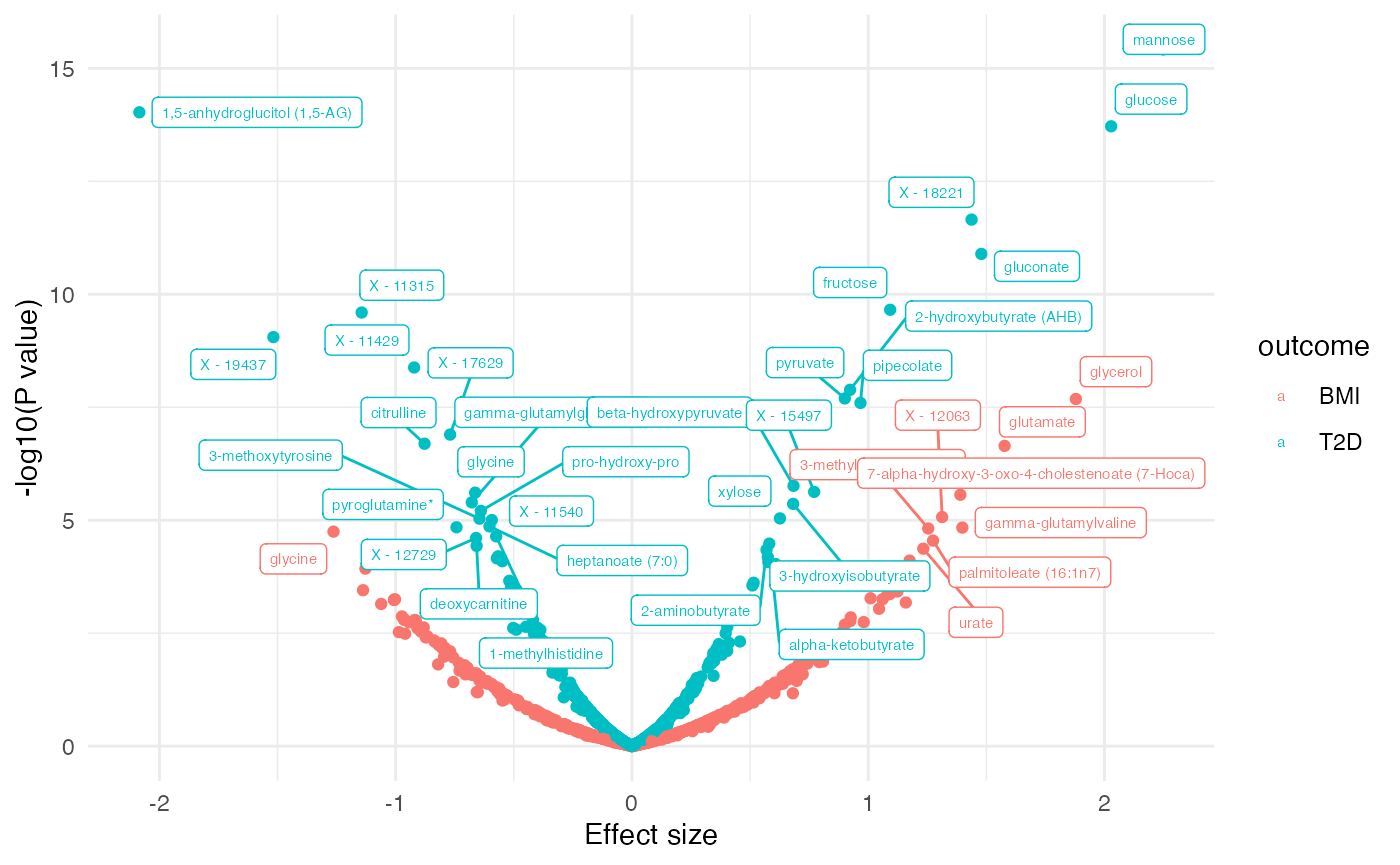 mannose
15
glucose
1,5-anhydroglucitol (1,5-AG)
X - 18221
gluconate
X - 11315
fructose
10
2-hydroxybutyrate (AHB)
X - 11429
X - 19437
X - 17629
pyruvate
pipecolate
glycerol
citrulline
gamma-glutamylg
beta-hydroxypyruvate
X - 15497
X - 12063
glutamate
3-methoxytyrosine
glycine
pro-hydroxy-pro
3-methyl
7-alpha-hydroxy-3-oxo-4-cholestenoate (7-Hoca)
xylose
pyroglutamine*
X - 11540
5
gamma-glutamylvaline
glycine
X - 12729
heptanoate (7:0)
3-hydroxyisobutyrate
palmitoleate (16:1n7)
deoxycarnitine
2-aminobutyrate
urate
1-methylhistidine
alpha-ketobutyrate
0
-2
-1
0
1
2
Effect size
-log10(P value)
outcome
a BMI
a T2D